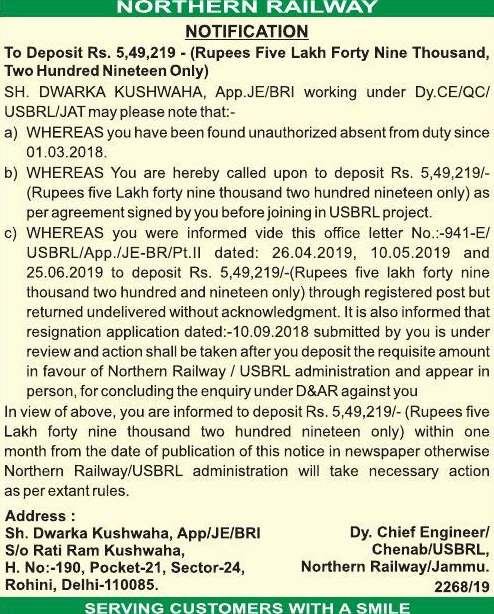 NORTHERN RAILWAY
NOTIFICATION
To Deposit Rs. 5,49,219 - (Rupees Five Lakh Forty Nine Thousand,
Two Hundred Nineteen Only)
SH. DWARKA KUSHWAHA, App.JE/BRI working under Dy.CE/QC/
USBRL/JAT may please note that:-
a) WHEREAS you have been found unauthorized absent from duty since
01.03.2018.
b) WHEREAS You are hereby called upon to deposit Rs. 5,49,219/-
(Rupees five Lakh forty nine thousand two hundred nineteen only) as
per agreement signed by you before joining in USBRL project.
c) WHEREAS you were informed vide this office letter No.:-941-E/
USBRL/App./JE-BR/Pt.II dated: 26.04.2019, 10.05.2019 and
25.06.2019 to deposit Rs. 5,49,219/-(Rupees five lakh forty nine
thousand two hundred and nineteen only) through registered post but
returned undelivered without acknowledgment. It is also informed that
resignation application dated:-10.09.2018 submitted by you is under
review and action shall be taken after you deposit the requisite amount
in favour of Northern Railway / USBRL administration and appear in
person, for concluding the enquiry under D&AR against you
In view of above, you are informed to deposit Rs. 5,49,219/- (Rupees five
Lakh forty nine thousand two hundred nineteen only) within one
month from the date of publication of this notice in newspaper otherwise
Northern Railway/USBRL administration will take necessary action
as per extant rules.
Address :
Sh. Dwarka Kushwaha, App/JE/BRI
S/o Rati Ram Kushwaha,
H. No:-190, Pocket-21, Sector-24,
Rohini, Delhi-110085.
Dy. Chief Engineer/
Chenab/USBRL,
Northern Railway/Jammu.
2268/19
SERVING CUSTOMERS WITH A SMILE